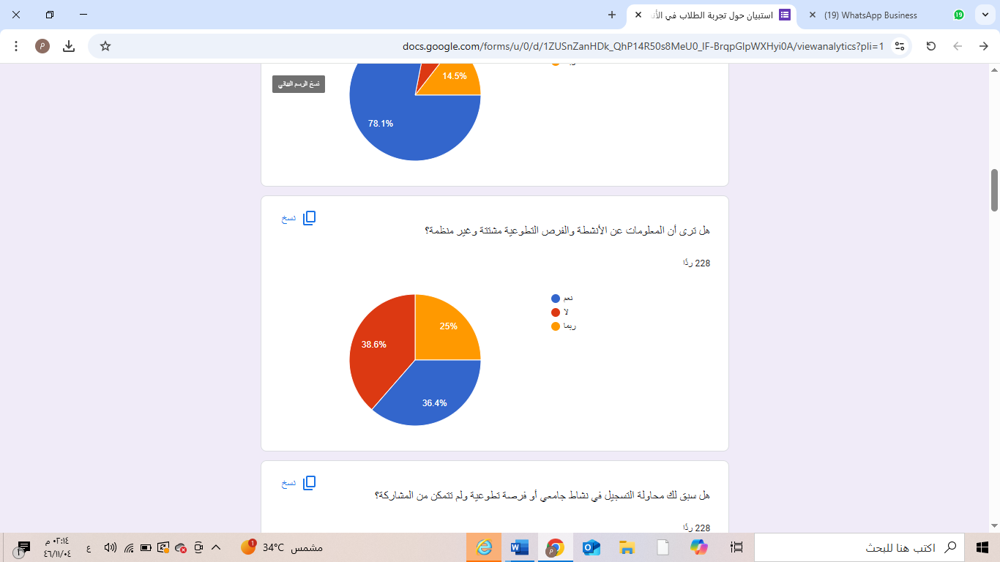 (19) WhatsApp Business
19
استبيان حول تجربة الطلاب في الأند
docs.google.com/forms/u/0/d/1ZUSnZanHDk_QhP14R50s8MeU0_lF-BrqpGlpWXHyi0A/viewanalytics?pli=1
P
نسخ الرسم البياني
14.5%
78.1%
نسخ
هل ترى أن المعلومات عن الأنشطة والفرص التطوعية مشتتة وغير منظمة؟
228 ردًا
نعم
لا
ربما
25%
38.6%
36.4%
نسخ
هل سبق لك محاولة التسجيل في نشاط جامعي أو فرصة تطوعية ولم تتمكن من المشاركة؟
228 ردًا
اكتب هنا للبحث
34°C مشمس
1
ع
٠٢:١٤ م
٤٦/١١/٠٤
١